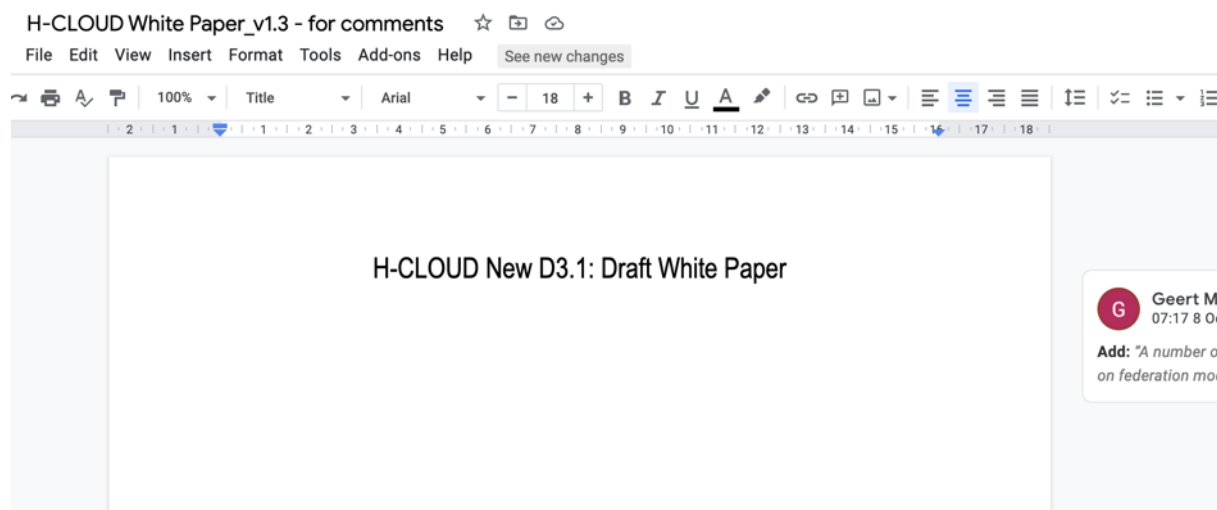 H-CLOUD White Paper_v1.3 - for comments
File Edit View Insert Format Tools Add-ons Help See new changes
100% Title Arial - 18 + B I U A
2 1 1 2 3 4 5 6 7 8 9 10 11 12 13 14 15 16 17 18
H-CLOUD New D3.1: Draft White Paper
G Geert M
07:17 8 O
Add: "A number o
on federation mo